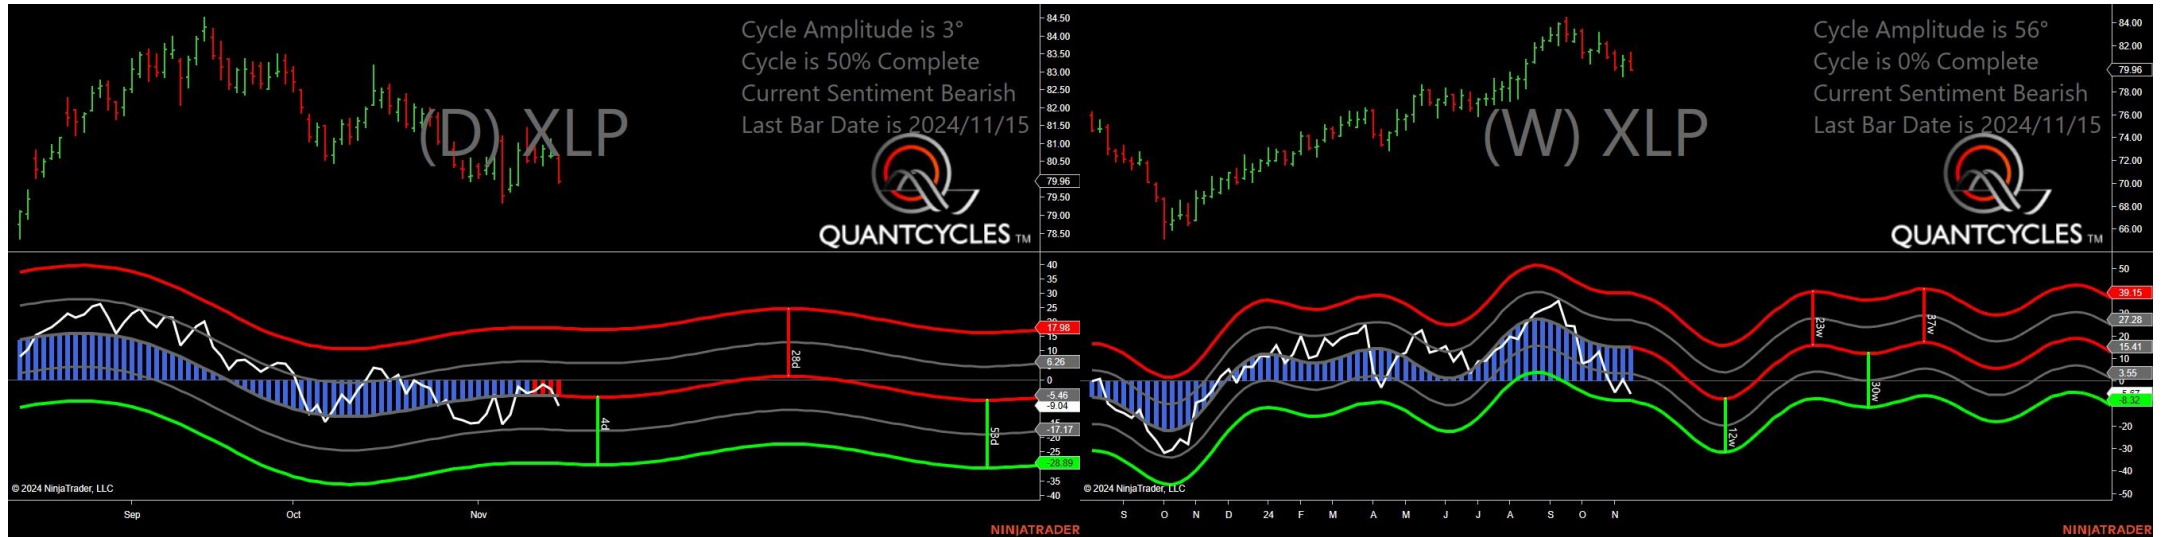 Cycle Amplitude is 3°
Cycle is 50% Complete
Current Sentiment Bearish
Last Bar Date is 2024/11/15
(D) XLP
QUANTCYCLES TM
84.50
84.00
83.50
83.00
82.50
82.00
81.50
81.00
80.50
79.96
79.50
79.00
78.50
40
35
30
25
17.98
15
10
6.26
0
-5.46
-9.04
-17.17
-20
-25
-28.89
-35
-40
29d
4d
53d
© 2024 NinjaTrader, LLC
Sep
Oct
Nov
NINJATRADER
Cycle Amplitude is 56°
Cycle is 0% Complete
Current Sentiment Bearish
Last Bar Date is 2024/11/15
(W) XLP
QUANTCYCLES TM
84.00
82.00
79.96
78.00
76.00
74.00
72.00
70.00
68.00
66.00
50
39.15
27.28
15.41
10
3.55
-8.32
-20
-30
-40
-50
23w
37w
30w
12w
© 2024 NinjaTrader, LLC
S
O
N
D
24
F
M
A
M
J
J
A
S
O
N
NINJATRADER